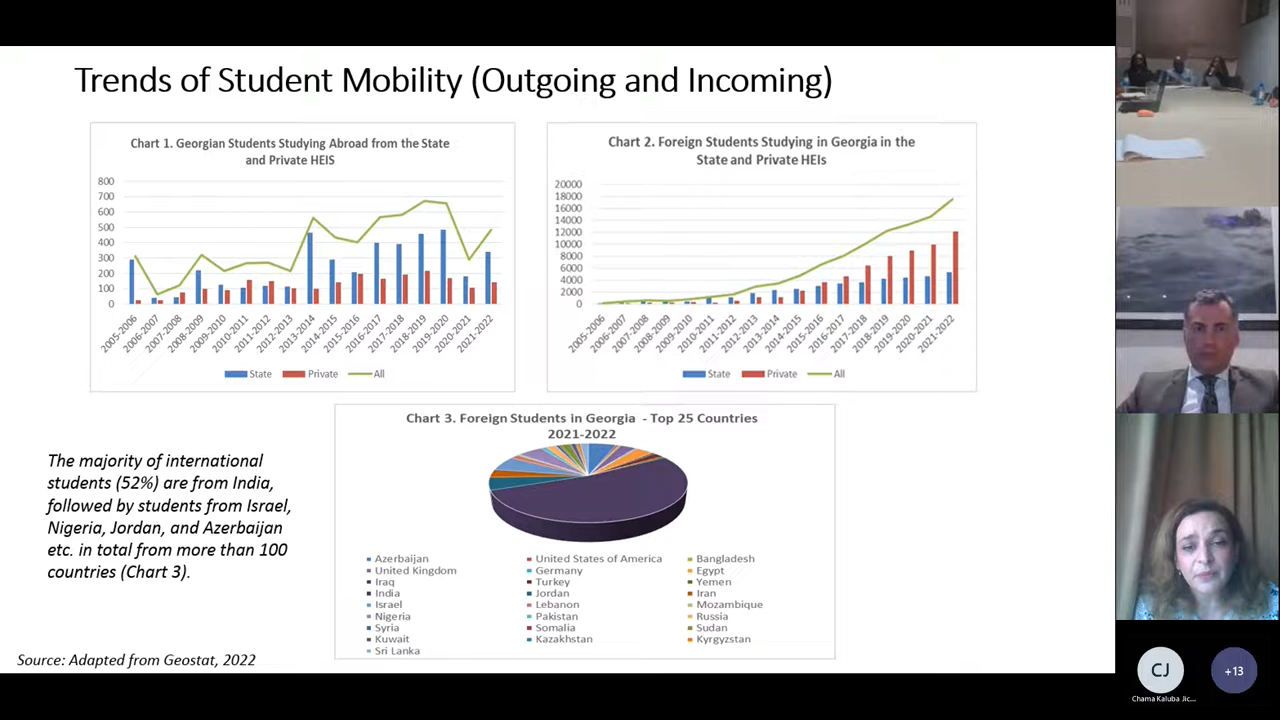 Trends of Student Mobility (Outgoing and Incoming)
Chart 1. Georgian Students Studying Abroad from the State
and Private HEIS
800
700
600
500
400
300
200
100
0
2005-2006
2006-2007
2007-2008
2008-2009
2009-2010
2010-2011
2011-2012
2012-2013
2013-2014
2014-2015
2015-2016
2016-2017
2017-2018
2018-2019
2019-2020
2020-2021
2021-2022
State Private All
Chart 2. Foreign Students Studying in Georgia in the
State and Private HEIs
20000
18000
16000
14000
12000
10000
8000
6000
4000
2000
0
2005-2006
2006-2007
2007-2008
2008-2009
2009-2010
2010-2011
2011-2012
2012-2013
2013-2014
2014-2015
2015-2016
2016-2017
2017-2018
2018-2019
2019-2020
2020-2021
2021-2022
State Private All
The majority of international
students (52%) are from India,
followed by students from Israel,
Nigeria, Jordan, and Azerbaijan
etc. in total from more than 100
countries (Chart 3).
Chart 3. Foreign Students in Georgia - Top 25 Countries
2021-2022
Azerbaijan United States of America Bangladesh
United Kingdom Germany Egypt
Iraq Turkey Yemen
India Jordan Iran
Israel Lebanon Mozambique
Nigeria Pakistan Russia
Syria Somalia Sudan
Kuwait Kazakhstan Kyrgyzstan
Sri Lanka
Source: Adapted from Geostat, 2022
CJ
+13
Chama Kaluba Jic...